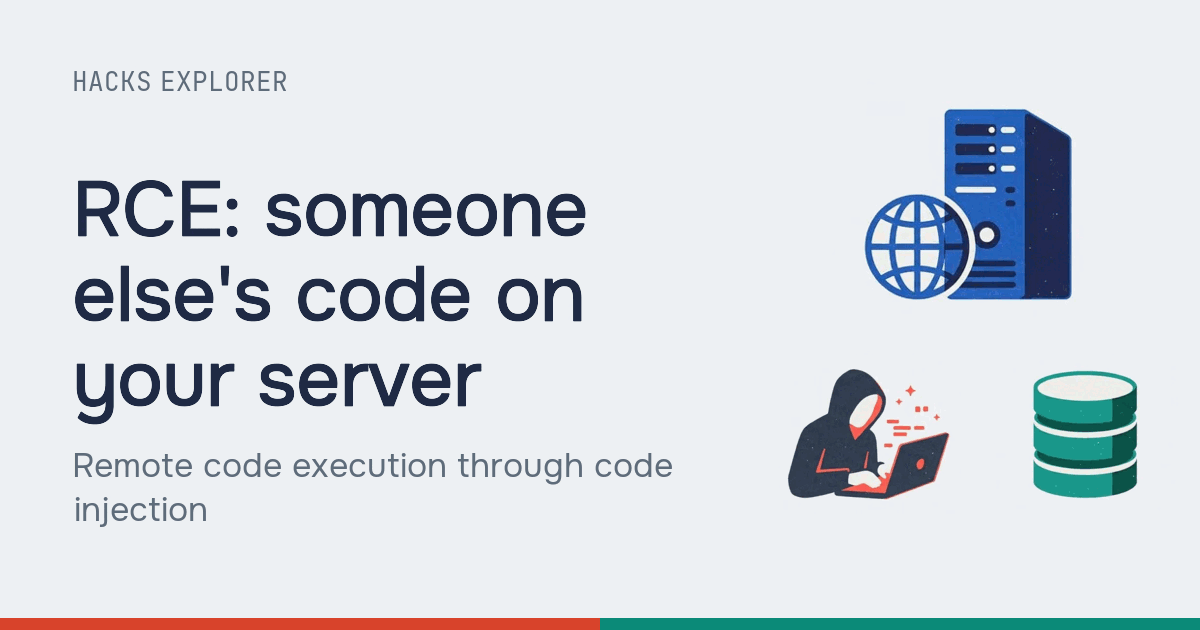 HACKS EXPLORER
RCE: someone
else's code on
your server
Remote code execution through code
injection